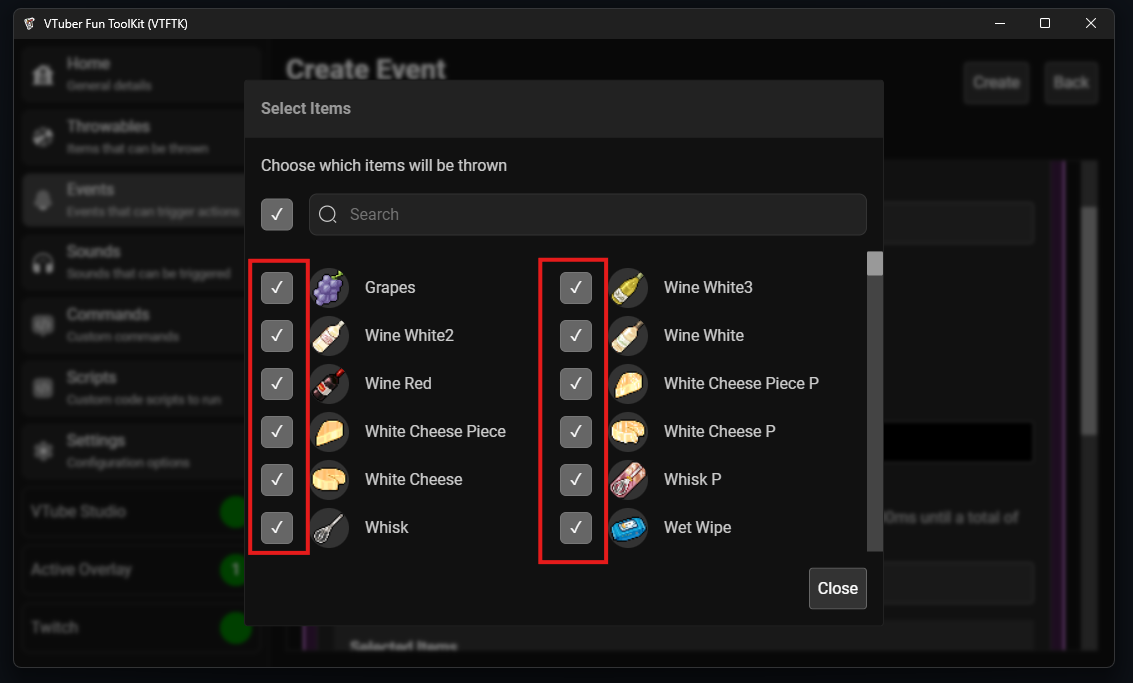 VTuber Fun ToolKit (VTFTK)
Home
General details
Throwables
Items that can be thrown
Events
Events that can trigger actions
Sounds
Sounds that can be triggered
Commands
Custom commands
Scripts
Custom code scripts to run
Settings
Configuration options
VTube Studio
Active Overlay
1
Twitch
Create Event
Create
Back
Select Items
Choose which items will be thrown
Search
Grapes
Wine White3
Wine White2
Wine White
Wine Red
White Cheese Piece P
White Cheese Piece
White Cheese P
White Cheese
Whisk P
Whisk
Wet Wipe
Close
until a total of
Selected Items